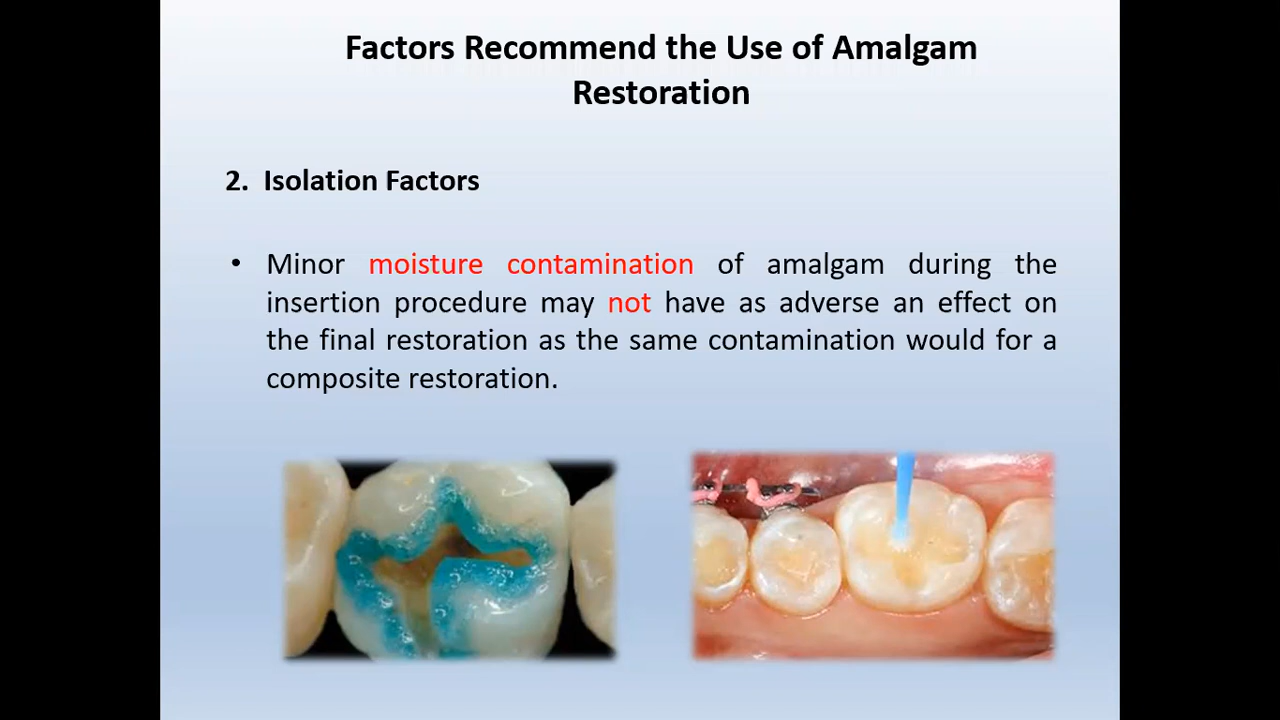 Factors Recommend the Use of Amalgam
Restoration
2. Isolation Factors
• Minor moisture contamination of amalgam during the
insertion procedure may not have as adverse an effect on
the final restoration as the same contamination would for a
composite restoration.